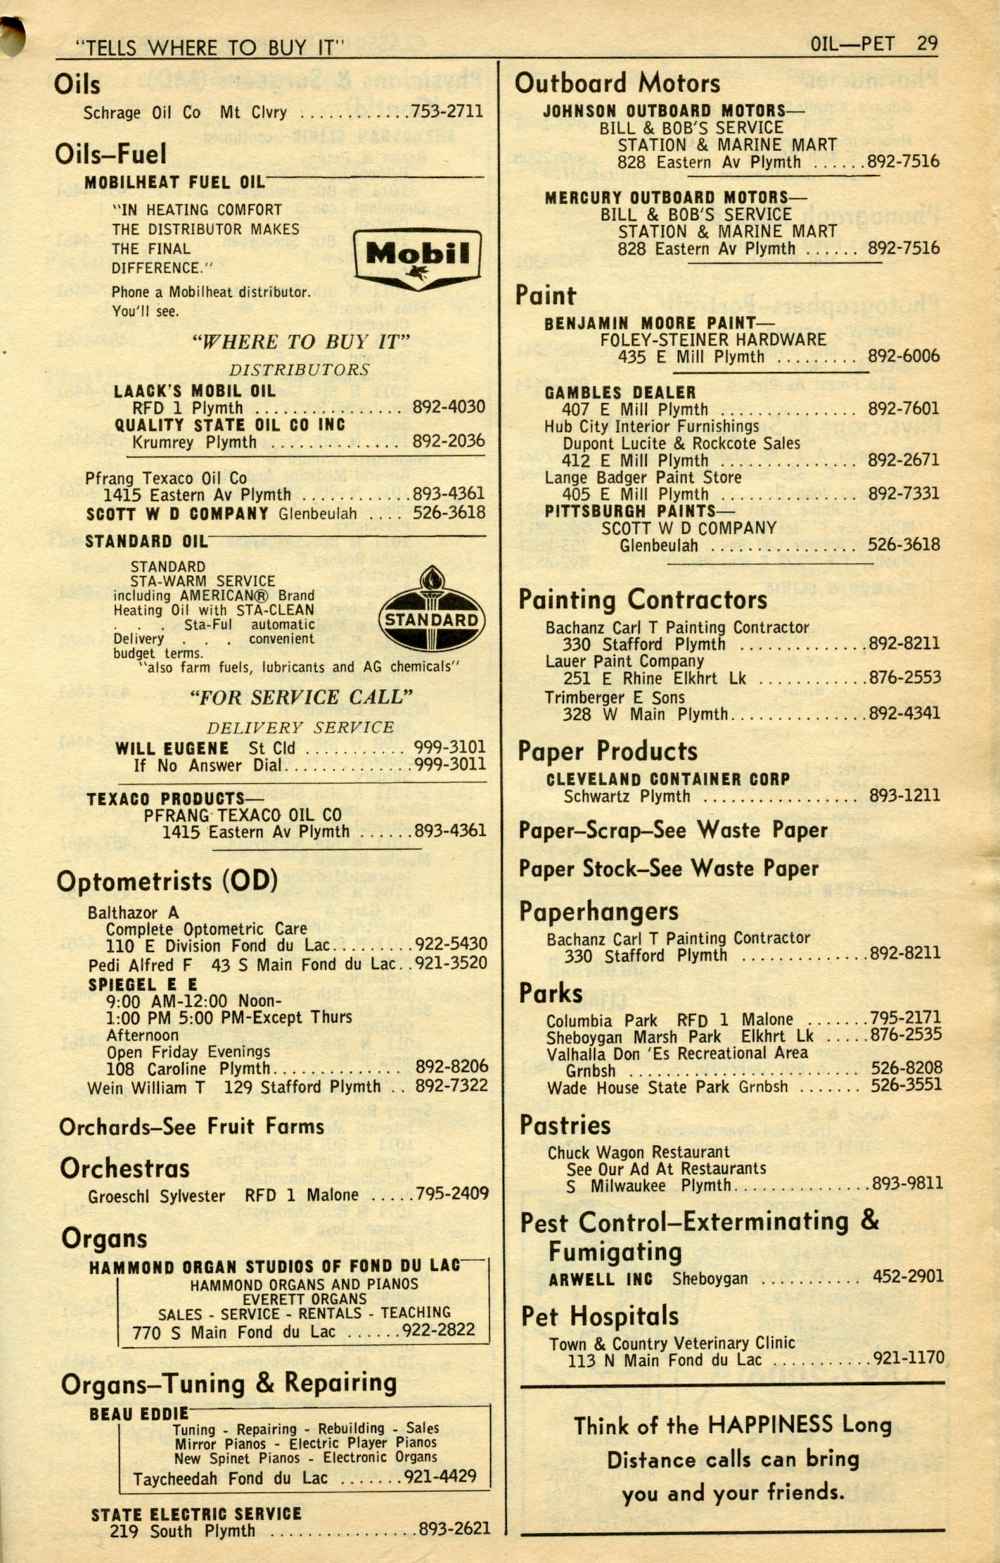 "TELLS WHERE TO BUY IT"
OIL—PET 29
Oils
Schrage Oil Co Mt Clvry ............753-2711
Oils–Fuel
MOBILHEAT FUEL OIL
"IN HEATING COMFORT
THE DISTRIBUTOR MAKES
THE FINAL
DIFFERENCE."
Mobil
Phone a Mobilheat distributor.
You'll see.
"WHERE TO BUY IT"
DISTRIBUTORS
LAACK'S MOBIL OIL
RFD 1 Plymth ................. 892-4030
QUALITY STATE OIL CO INC
Krumrey Plymth ............... 892-2036
Pfrang Texaco Oil Co
1415 Eastern Av Plymth ............893-4361
SCOTT W D COMPANY Glenbeulah ..... 526-3618
STANDARD OIL
STANDARD
STA-WARM SERVICE
including AMERICAN® Brand
Heating Oil with STA-CLEAN
. . . Sta-Ful automatic
Delivery . . . convenient
budget terms.
STANDARD
"also farm fuels, lubricants and AG chemicals"
"FOR SERVICE CALL"
DELIVERY SERVICE
WILL EUGENE St Cld ........... 999-3101
If No Answer Dial..............999-3011
TEXACO PRODUCTS—
PFRANG TEXACO OIL CO
1415 Eastern Av Plymth ......893-4361
Optometrists (OD)
Balthazor A
Complete Optometric Care
110 E Division Fond du Lac.........922-5430
Pedi Alfred F 43 S Main Fond du Lac..921-3520
SPIEGEL E E
9:00 AM-12:00 Noon-
1:00 PM 5:00 PM-Except Thurs
Afternoon
Open Friday Evenings
108 Caroline Plymth............... 892-8206
Wein William T 129 Stafford Plymth .. 892-7322
Orchards–See Fruit Farms
Orchestras
Groeschl Sylvester RFD 1 Malone .....795-2409
Organs
HAMMOND ORGAN STUDIOS OF FOND DU LAC
HAMMOND ORGANS AND PIANOS
EVERETT ORGANS
SALES - SERVICE - RENTALS - TEACHING
770 S Main Fond du Lac ......922-2822
Organs–Tuning & Repairing
BEAU EDDIE
Tuning - Repairing - Rebuilding - Sales
Mirror Pianos - Electric Player Pianos
New Spinet Pianos - Electronic Organs
Taycheedah Fond du Lac .......921-4429
STATE ELECTRIC SERVICE
219 South Plymth ................893-2621
Outboard Motors
JOHNSON OUTBOARD MOTORS—
BILL & BOB'S SERVICE
STATION & MARINE MART
828 Eastern Av Plymth ......892-7516
MERCURY OUTBOARD MOTORS—
BILL & BOB'S SERVICE
STATION & MARINE MART
828 Eastern Av Plymth ...... 892-7516
Paint
BENJAMIN MOORE PAINT—
FOLEY-STEINER HARDWARE
435 E Mill Plymth ......... 892-6006
GAMBLES DEALER
407 E Mill Plymth ............... 892-7601
Hub City Interior Furnishings
Dupont Lucite & Rockcote Sales
412 E Mill Plymth ............... 892-2671
Lange Badger Paint Store
405 E Mill Plymth ............... 892-7331
PITTSBURGH PAINTS—
SCOTT W D COMPANY
Glenbeulah ................ 526-3618
Painting Contractors
Bachanz Carl T Painting Contractor
330 Stafford Plymth ..............892-8211
Lauer Paint Company
251 E Rhine Elkhrt Lk ............876-2553
Trimberger E Sons
328 W Main Plymth...............892-4341
Paper Products
CLEVELAND CONTAINER CORP
Schwartz Plymth ................. 893-1211
Paper–Scrap–See Waste Paper
Paper Stock–See Waste Paper
Paperhangers
Bachanz Carl T Painting Contractor
330 Stafford Plymth ..............892-8211
Parks
Columbia Park RFD 1 Malone .......795-2171
Sheboygan Marsh Park Elkhrt Lk .....876-2535
Valhalla Don 'Es Recreational Area
Grnbsh ..........................526-8208
Wade House State Park Grnbsh ....... 526-3551
Pastries
Chuck Wagon Restaurant
See Our Ad At Restaurants
S Milwaukee Plymth...............893-9811
Pest Control–Exterminating &
Fumigating
ARWELL INC Sheboygan ........... 452-2901
Pet Hospitals
Town & Country Veterinary Clinic
113 N Main Fond du Lac ...........921-1170
Think of the HAPPINESS Long
Distance calls can bring
you and your friends.